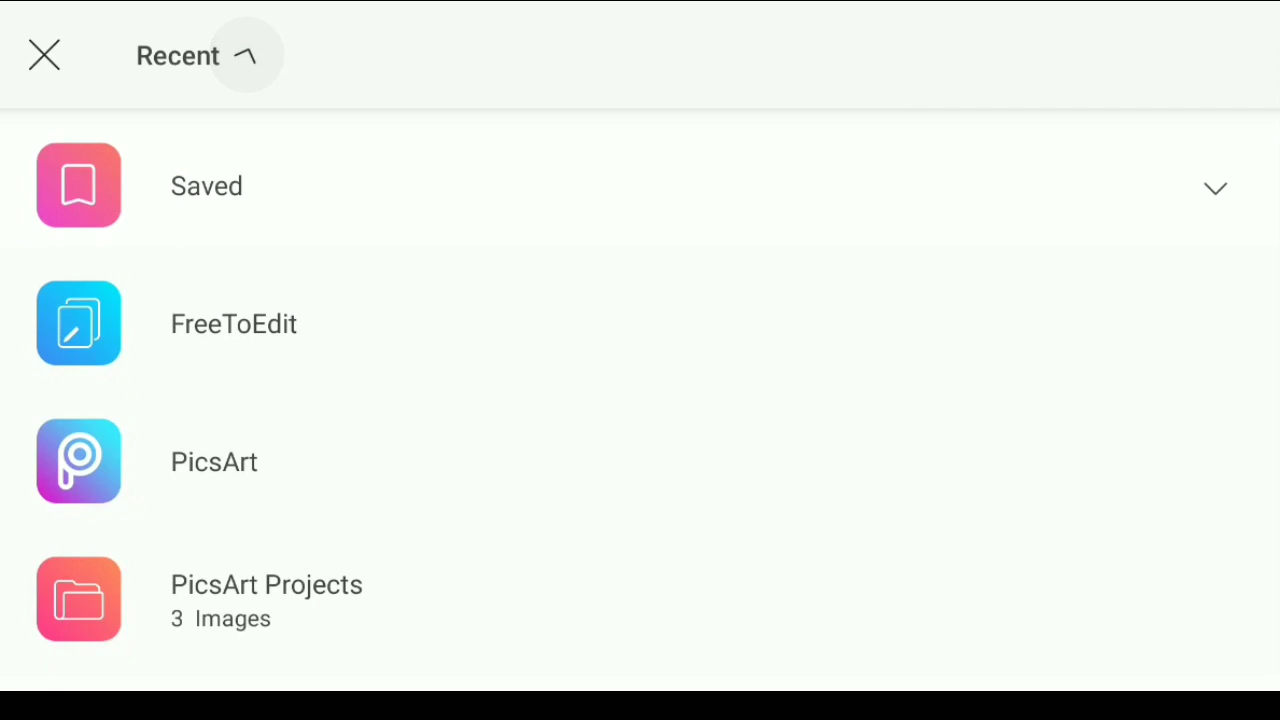 Recent
Saved
FreeToEdit
PicsArt
PicsArt Projects
3 Images